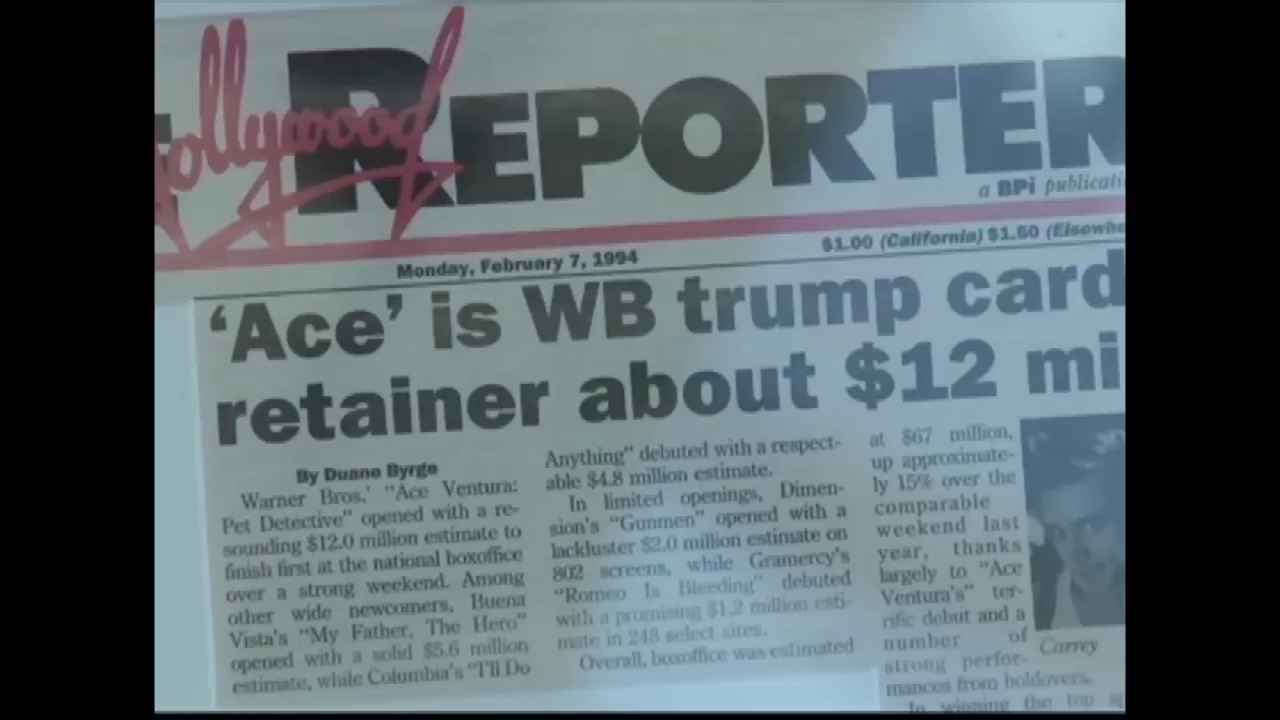 Hollywood
REPORTER
a BPi
Monday, February 7, 1994
$1.00 (California) $1.50
'Ace' is WB trump card
retainer about $12 mi
By Duane Byrge
Warner Bros.' "Ace Ventura:
Pet Detective" opened with a re-
sounding $12.0 million estimate to
finish first at the national boxoffice
over a strong weekend. Among
other wide newcomers, Buena
Vista's "My Father, The Hero"
opened with a solid $5.6 million
estimate, while Columbia's "I'll Do
Anything" debuted with a respect-
able $4.8 million estimate.
In limited openings, Dimen-
sion's "Gunmen" opened with a
lackluster $2.0 million estimate on
802 screens, while Gramercy's
"Romeo Is Bleeding" debuted
with a promising $1.2 million esti-
mate in 248 select sites.
Overall, boxoffice was estimated
at $67 million,
up approximate-
ly 15% over the
comparable
weekend last
year, thanks
largely to "Ace
Ventura's" ter-
rific debut and a
number of
strong perfor-
mances from holdovers.
In winning the top
Carrey